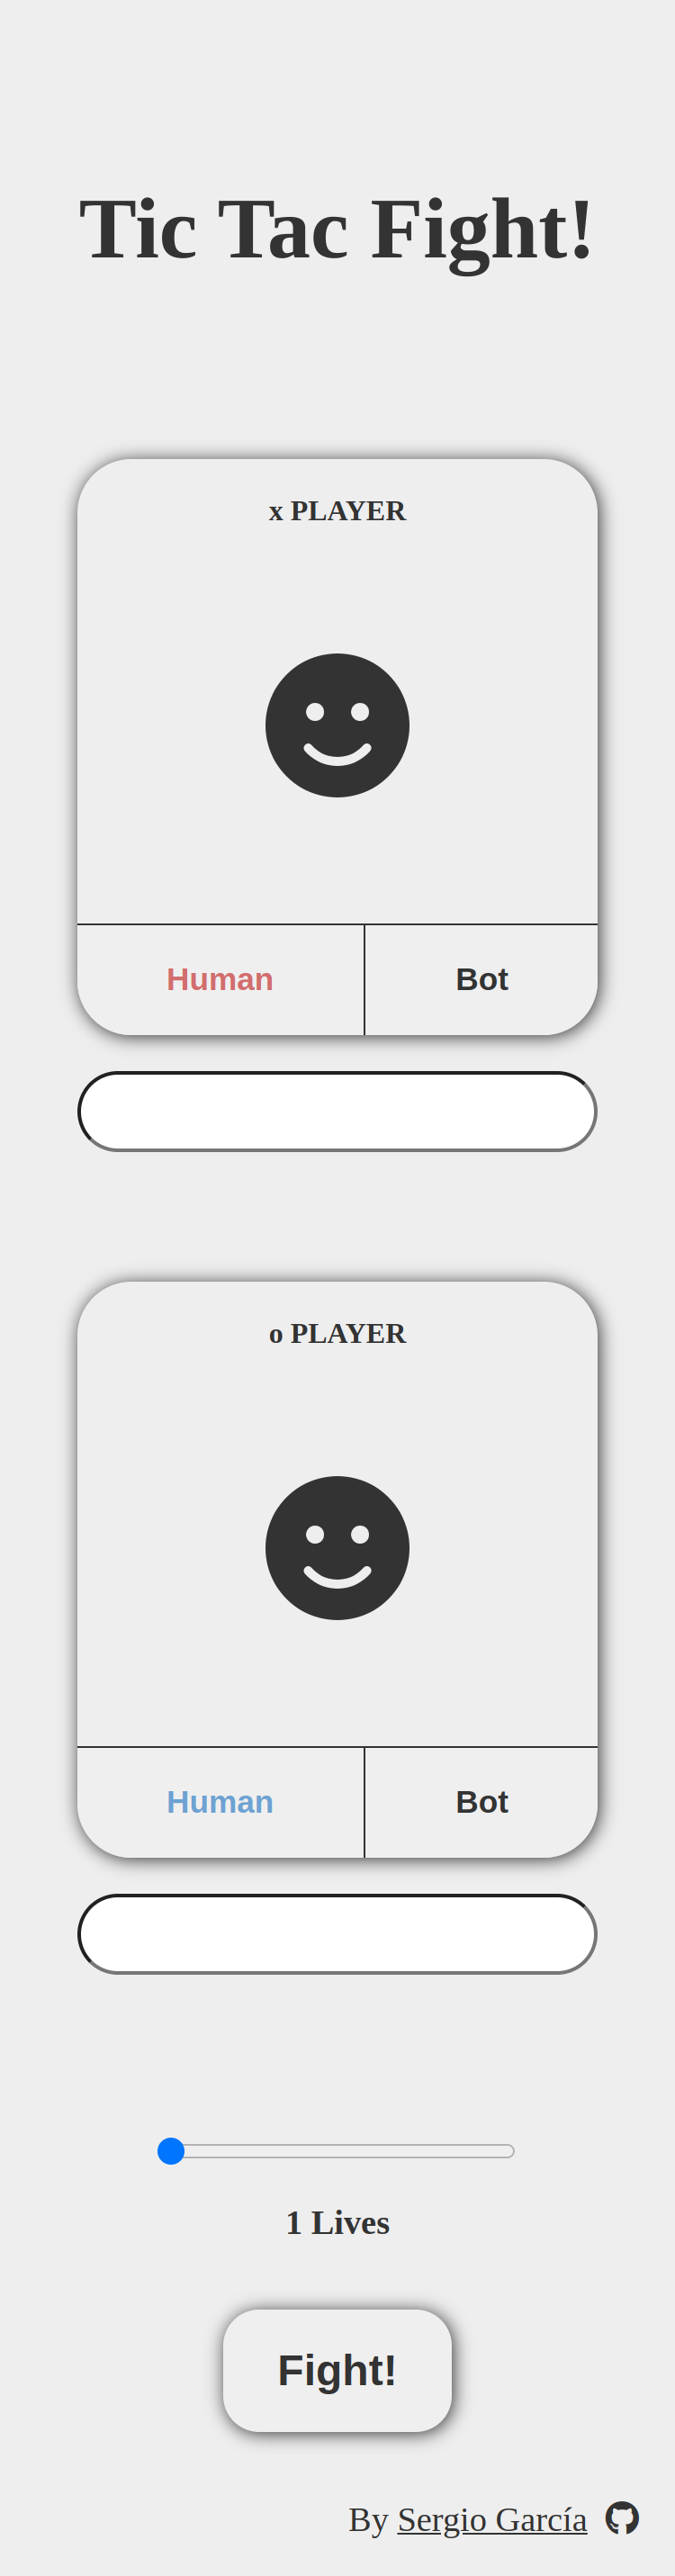 Tic Tac Fight!
x PLAYER
Human Bot
o PLAYER
Human Bot
1 Lives
Fight!
By Sergio García